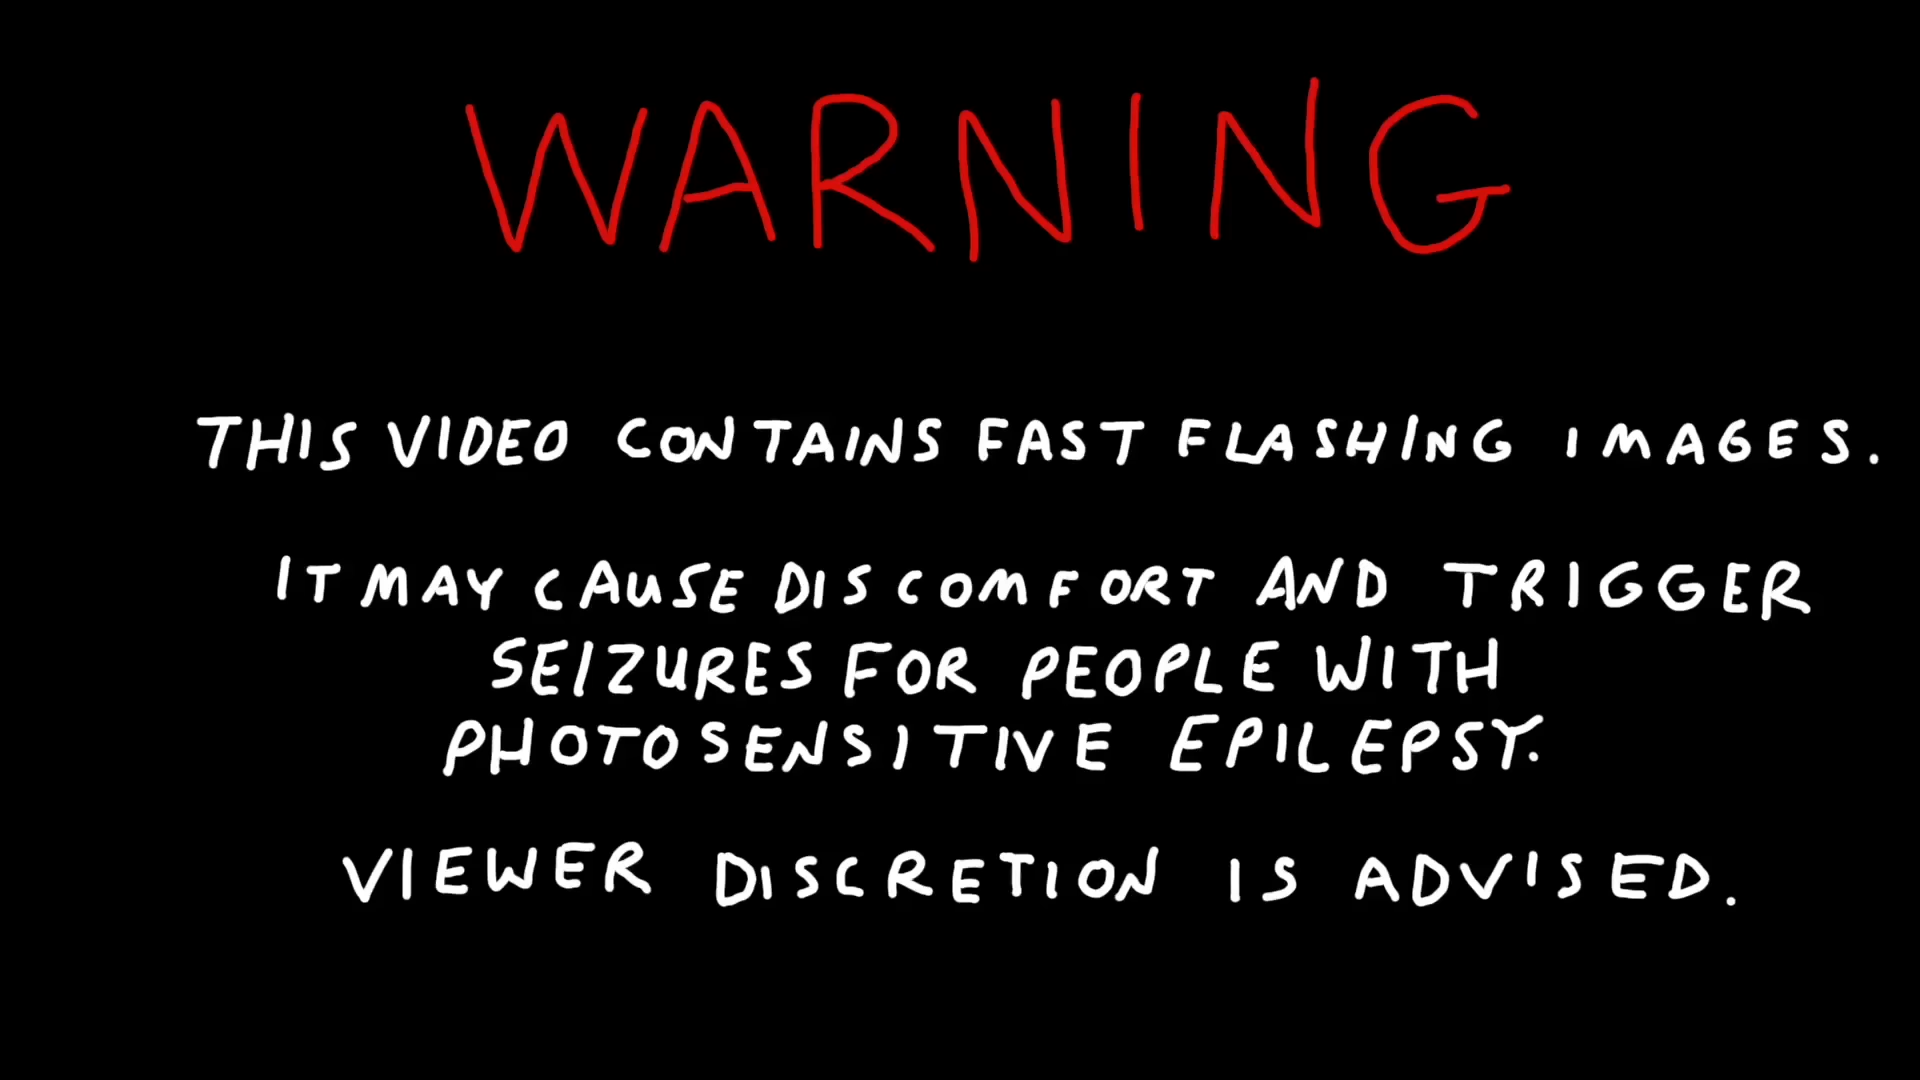 WARNING
THIS VIDEO CONTAINS FAST FLASHING IMAGES.
IT MAY CAUSE DISCOMFORT AND TRIGGER
SEIZURES FOR PEOPLE WITH
PHOTOSENSITIVE EPILEPSY.
VIEWER DISCRETION IS ADVISED.